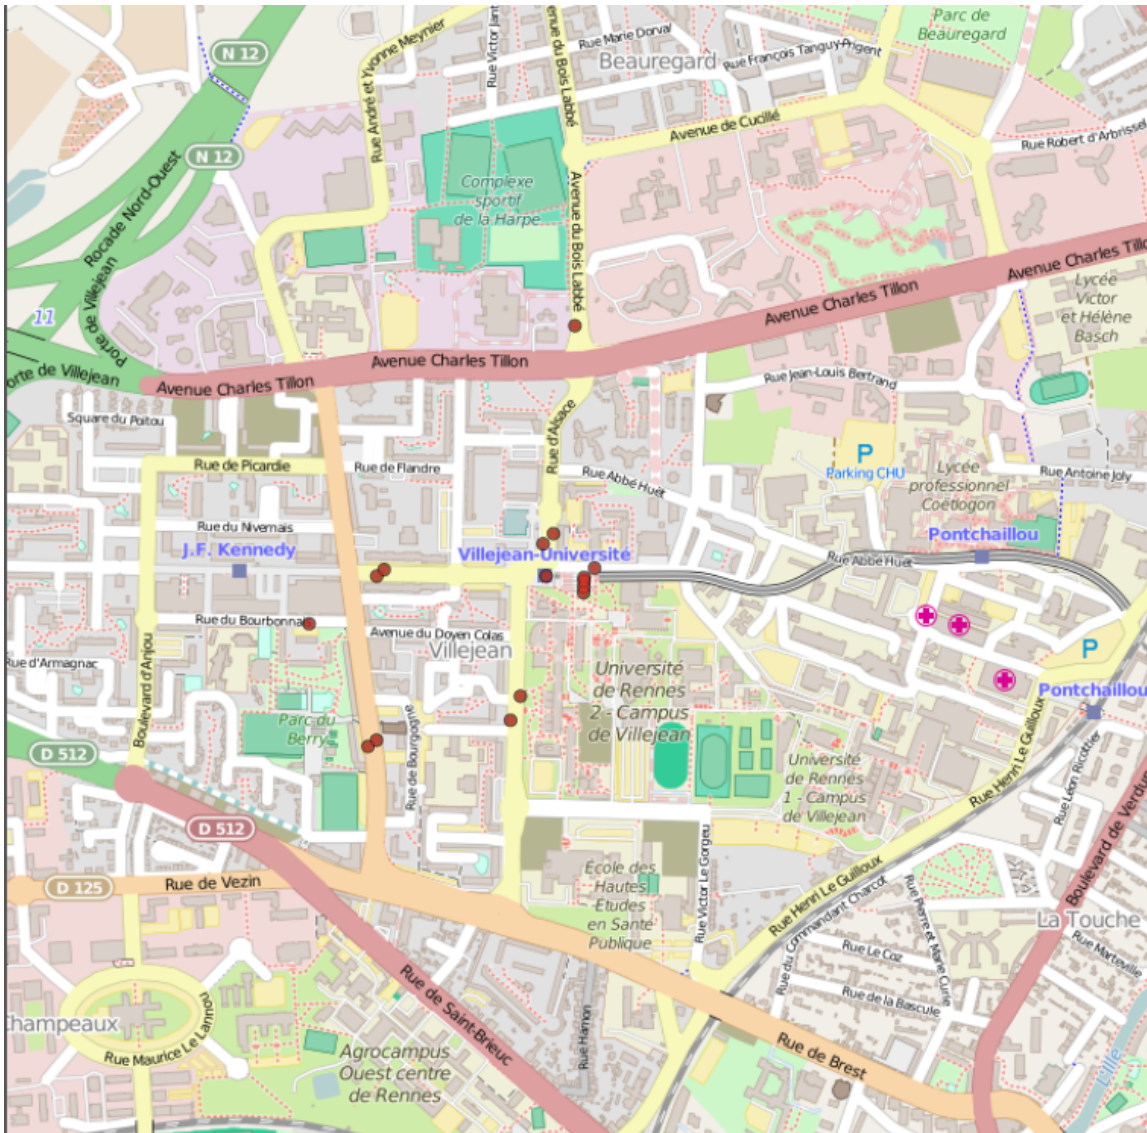 N 12
Rue André et Yvonne Meynier
Rue Victor Jant
enue du Bois Labbé
Rue Marie Dorval
Beauregard
Rue François Tanguy-Prigent
Parc de
Beauregard
N 12
Avenue de Cucillé
Rue Robert d'Arbrissel
Rocade Nord-Ouest
Complexe
sportif
de la Harpe
Avenue du Bois Labbé
Porte de Villejean
11
Avenue Charles Tillon
Avenue Charles Tillo
Lycée
Victor
et Hélène
Basch
orte de Villejean
Avenue Charles Tillon
Avenue Charles Tillon
Rue Jean-Louis Bertrand
Square du Poitou
Rue d'Alsace
Rue de Picardie
Rue de Flandre
Rue Abbé Huet
P
Parking CHU
Lycée
professionnel
Coëtlogon
Rue Antoine Joly
Rue du Nivernais
J.F. Kennedy
Villejean-Université
Pontchaillou
Rue Abbé Huet
Rue du Bourbonnais
Avenue du Doyen Colas
Villejean
Rue d'Armagnac
Boulevard d'Anjou
Université
de Rennes
2 - Campus
de Villejean
P
Pontchaillou
Parc du
Berry
Rue de Bourgogne
D 512
Université
de Rennes
1 - Campus
de Villejean
Rue Henri Le Guilloux
Rue Léon Ricottier
Boulevard de Verdu
D 512
D 125
Rue de Vezin
École des
Hautes
Études
en Santé
Publique
Rue Victor Le Gorgeu
Rue Henri Le Guilloux
Rue du Commandant Charcot
Rue Pierre et Marie Curie
La Touche
Rue Marteville
Rue Le Coz
Rue de la Bascule
Rue de Saint-Brieuc
Champeaux
Rue Maurice Le Lannou
Agrocampus
Ouest centre
de Rennes
Rue Hamon
Rue de Brest
L'Ille